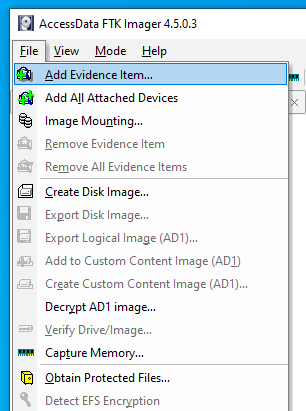 AccessData FTK Imager 4.5.0.3
File View Mode Help
Add Evidence Item...
Add All Attached Devices
Image Mounting...
Remove Evidence Item
Remove All Evidence Items
Create Disk Image...
Export Disk Image...
Export Logical Image (AD1)...
Add to Custom Content Image (AD1)
Create Custom Content Image (AD1)...
Decrypt AD1 image...
Verify Drive/Image...
Capture Memory...
Obtain Protected Files...
Detect EFS Encryption